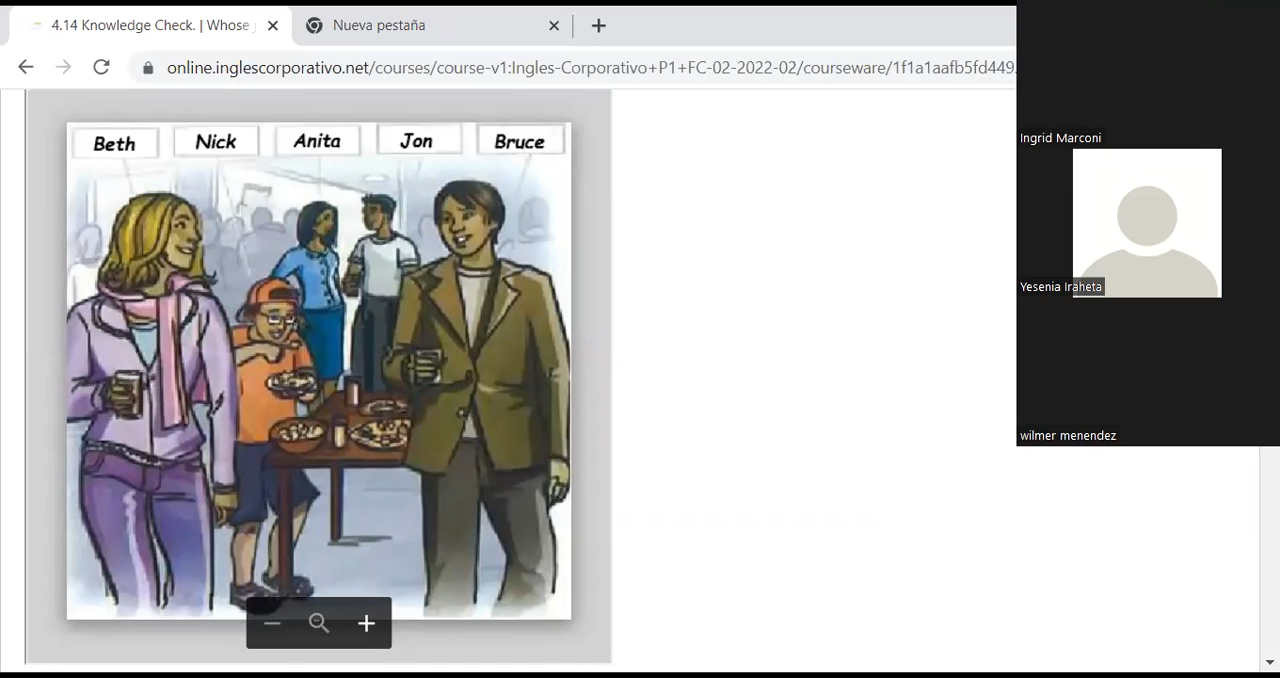 4.14 Knowledge Check. | Whose
Nueva pestaña
online.inglescorporativo.net/courses/course-v1:Ingles-Corporativo+P1+FC-02-2022-02/courseware/1f1a1aafb5fd449
Beth Nick Anita Jon Bruce
Ingrid Marconi
Yesenia Iraheta
wilmer menendez